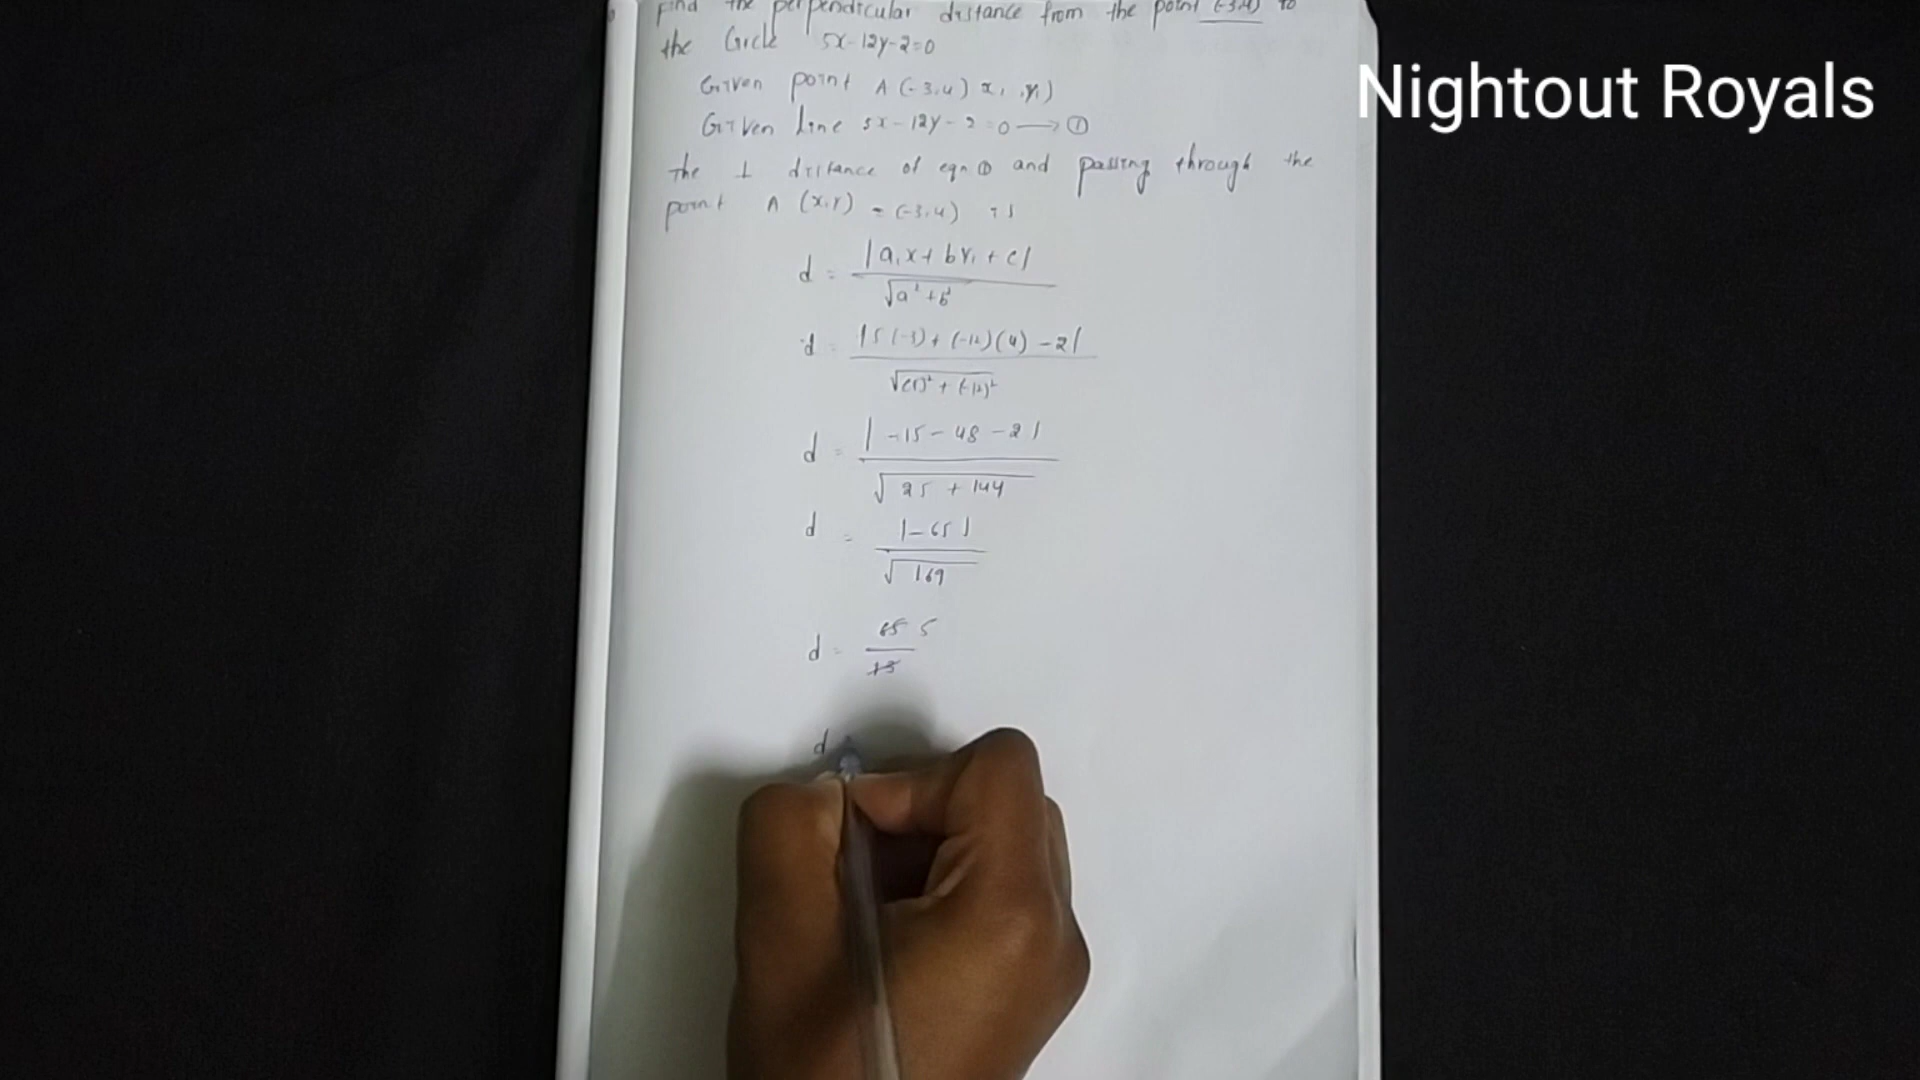 Find the perpendicular distance from the point (-3,4) to
the Circle 5x-12y-2=0
Given point A (-3,4) x₁, y₁)
Given line 5x-12y-2=0 → ①
the ⊥ distance of eqn ① and passing through the
point A (x,y) = (-3,4) is
d = |a₁x + by₁ + c|
√a²+b²
d = |5(-3) + (-12)(4) -2|
√(5)² + (-12)²
d = |-15-48-2|
√25 + 144
d = |-65|
√169
d = 65 5
13
d
Nightout Royals